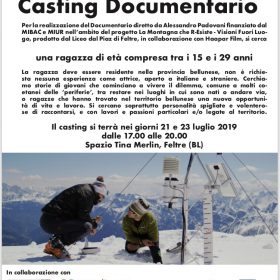 Casting Documentario
Per la realizzazione del Documentario diretto da Alessandro Padovani finanziato dal
MIBAC e MIUR nell'ambito del progetto La Montagna che R-Esiste - Visioni Fuori Luo-
go, prodotto dal Liceo dal Piaz di Feltre, in collaborazione con Haapar Film, si cerca
una ragazza di età compresa tra i 15 e i 29 anni
La ragazza deve essere residente nella provincia bellunese, non è richie-
sta nessuna esperienza come attrice, aperto a italiane e straniere. Cerchia-
mo storie di giovani che cominciano a vivere il dilemma, comune a molti co-
etanei delle 'periferie', tra restare nei luoghi in cui sono nati o andare via,
o ragazze che hanno trovato nel territorio bellunese una nuova opportuni-
tà di vita o lavoro. Si cercano soprattutto personalità spigliate e volentero-
se di raccontarsi, e con lavori e passioni particolari e/o legate al territorio.
Il casting si terrà nei giorni 21 e 23 luglio 2019
dalle 17.00 alle 20.00
Spazio Tina Merlin, Feltre (BL)
In collaborazione con